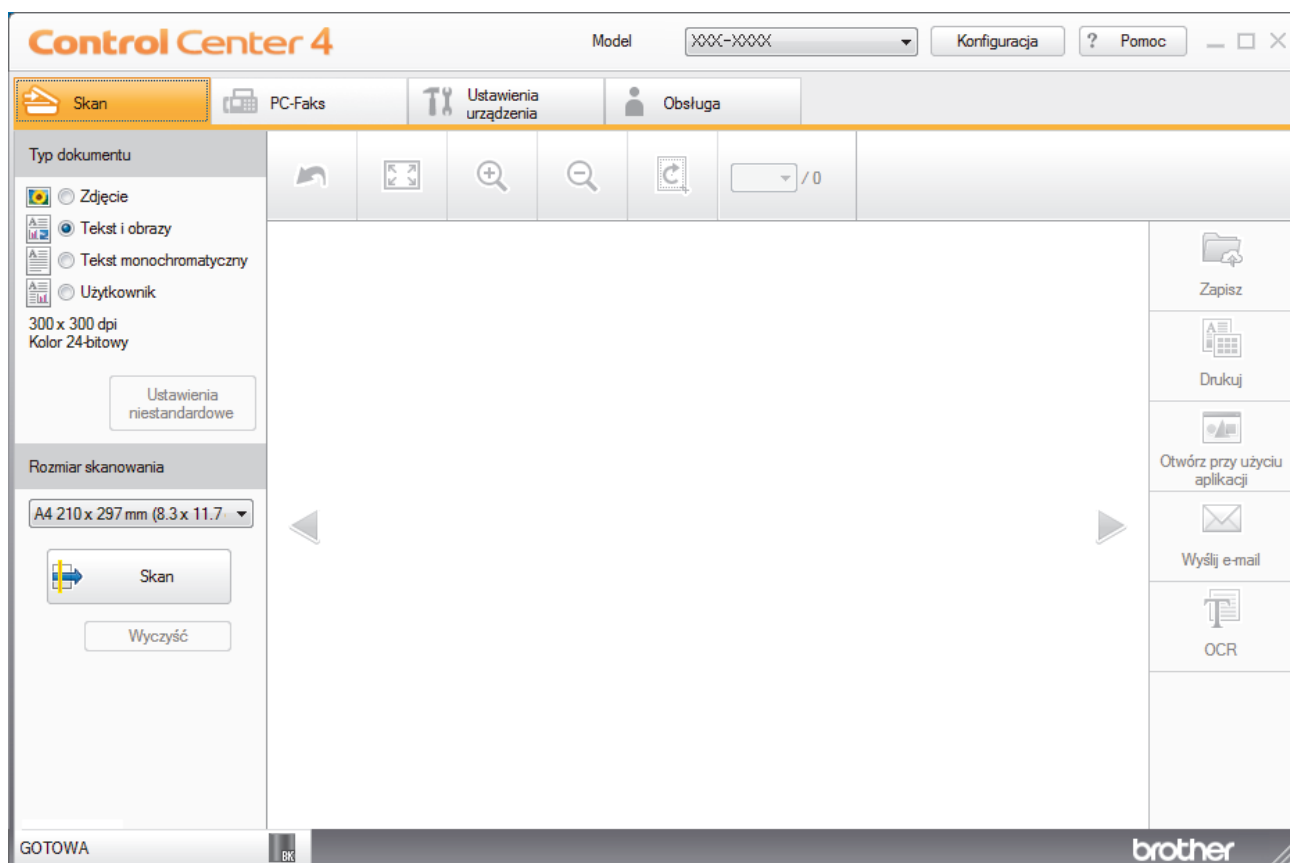 Control Center 4
Model
XXX-XXXX
Konfiguracja
? Pomoc
Skan
PC-Faks
Ustawienia
urządzenia
Obsługa
Typ dokumentu
Zdjęcie
Tekst i obrazy
Tekst monochromatyczny
Użytkownik
300 x 300 dpi
Kolor 24-bitowy
Ustawienia
niestandardowe
Rozmiar skanowania
A4 210 x 297 mm (8.3 x 11.7
Skan
Wyczyść
/ 0
Zapisz
Drukuj
Otwórz przy użyciu
aplikacji
Wyślij e-mail
OCR
GOTOWA
BK
brother